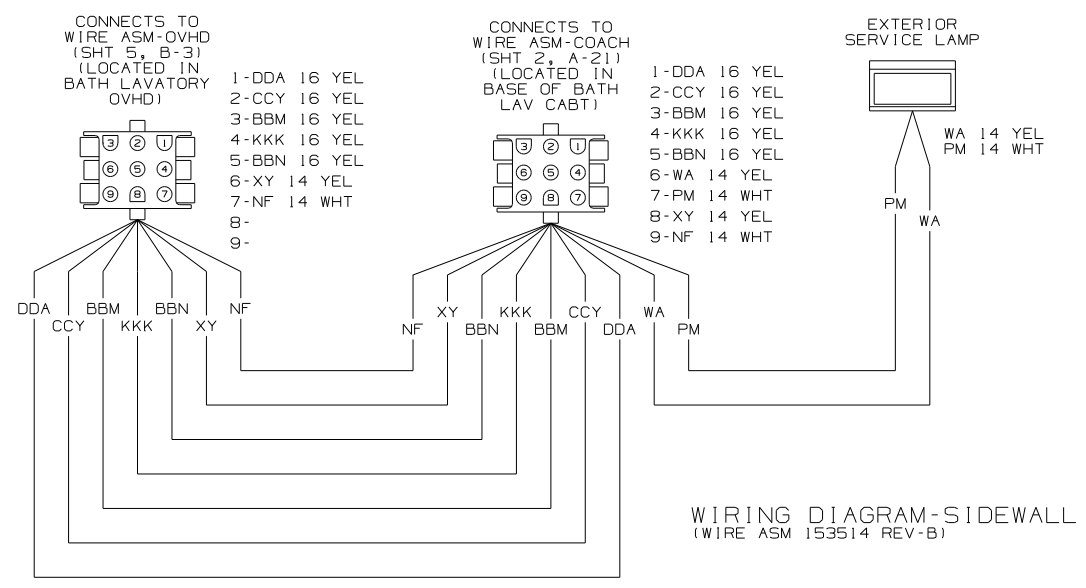 CONNECTS TO
WIRE ASM-OVHD
(SHT 5, B-3)
(LOCATED IN
BATH LAVATORY
OVHD)
1-DDA 16 YEL
2-CCY 16 YEL
3-BBM 16 YEL
4-KKK 16 YEL
5-BBN 16 YEL
6-XY 14 YEL
7-NF 14 WHT
8-
9-
3 2 1
6 5 4
9 8 7
CONNECTS TO
WIRE ASM-COACH
(SHT 2, A-21)
(LOCATED IN
BASE OF BATH
LAV CABT)
1-DDA 16 YEL
2-CCY 16 YEL
3-BBM 16 YEL
4-KKK 16 YEL
5-BBN 16 YEL
6-WA 14 YEL
7-PM 14 WHT
8-XY 14 YEL
9-NF 14 WHT
3 2 1
6 5 4
9 8 7
EXTERIOR
SERVICE LAMP
WA 14 YEL
PM 14 WHT
PM
WA
DDA BBM BBN NF
CCY KKK XY
XY KKK CCY WA
NF BBN BBM DDA PM
WIRING DIAGRAM-SIDEWALL
(WIRE ASM 153514 REV-B)